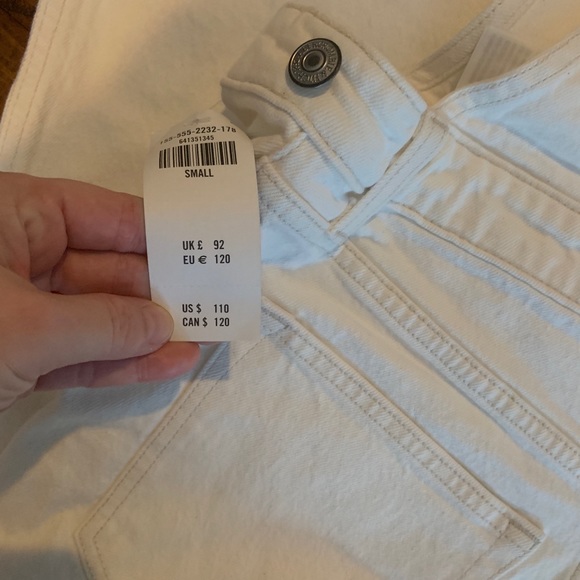 641351345
SMALL
UK £ 92
EU € 120
US $ 110
CAN $ 120